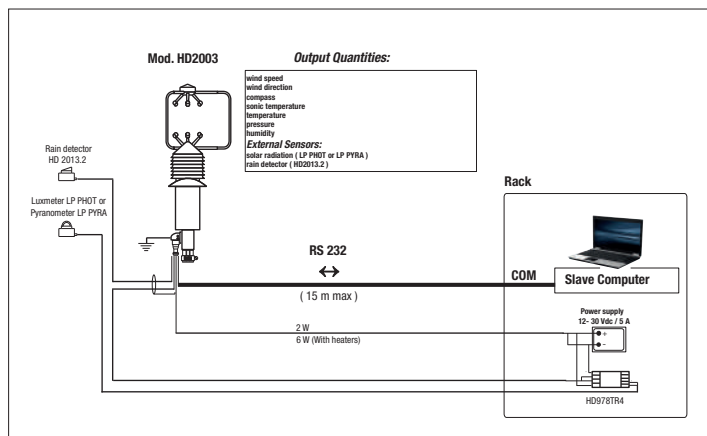 Mod. HD2003
Output Quantities:
wind speed
wind direction
compass
sonic temperature
temperature
pressure
humidity
External Sensors:
solar radiation ( LP PHOT or LP PYRA )
rain detector ( HD2013.2 )
Rain detector
HD 2013.2
Luxmeter LP PHOT or
Pyranometer LP PYRA
RS 232
( 15 m max )
2 W
6 W (With heaters)
Rack
COM
Slave Computer
Power supply
12- 30 Vdc / 5 A
+
-
HD978TR4